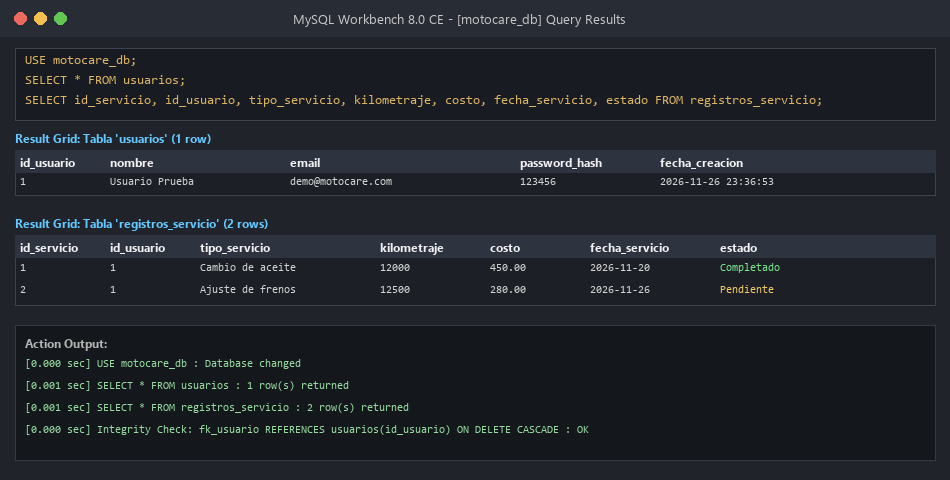 MySQL Workbench 8.0 CE - [motocare_db] Query Results
USE motocare_db;
SELECT * FROM usuarios;
SELECT id_servicio, id_usuario, tipo_servicio, kilometraje, costo, fecha_servicio, estado FROM registros_servicio;
Result Grid: Tabla 'usuarios' (1 row)
id_usuario nombre email password_hash fecha_creacion
1 Usuario Prueba demo@motocare.com 123456 2026-11-26 23:36:53
Result Grid: Tabla 'registros_servicio' (2 rows)
id_servicio id_usuario tipo_servicio kilometraje costo fecha_servicio estado
1 1 Cambio de aceite 12000 450.00 2026-11-20 Completado
2 1 Ajuste de frenos 12500 280.00 2026-11-26 Pendiente
Action Output:
[0.000 sec] USE motocare_db : Database changed
[0.001 sec] SELECT * FROM usuarios : 1 row(s) returned
[0.001 sec] SELECT * FROM registros_servicio : 2 row(s) returned
[0.000 sec] Integrity Check: fk_usuario REFERENCES usuarios(id_usuario) ON DELETE CASCADE : OK